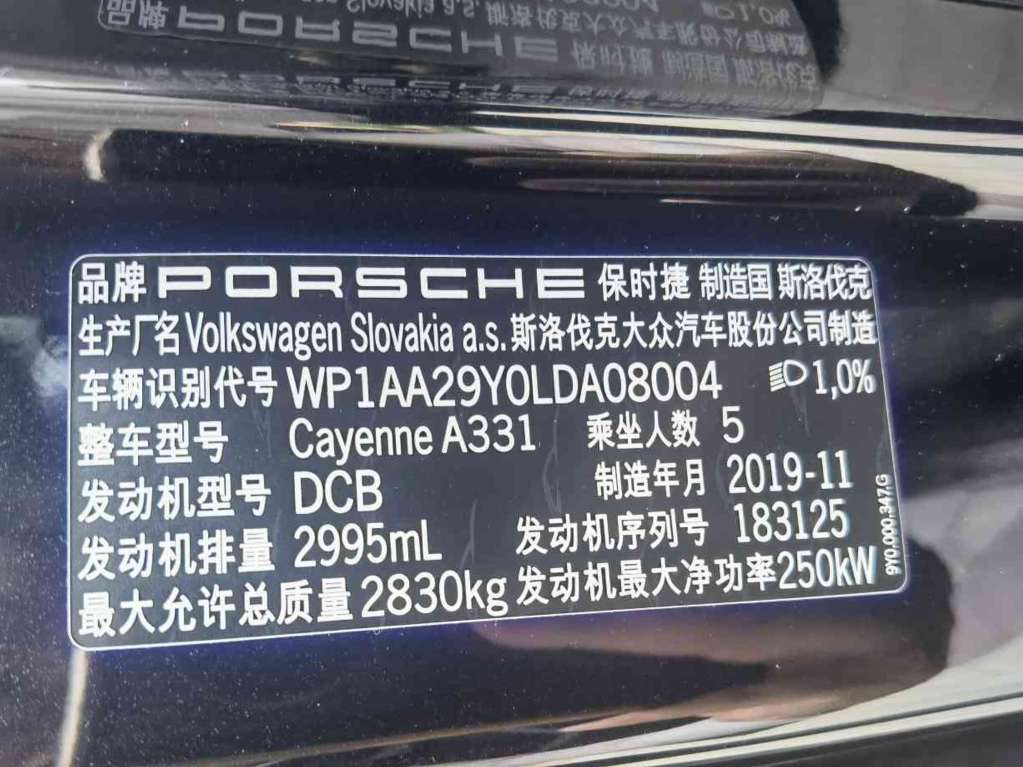 品牌 PORSCHE 保时捷 制造国 斯洛伐克
生产厂名 Volkswagen Slovakia a.s. 斯洛伐克大众汽车股份公司制造
车辆识别代号 WP1AA29Y0LDA08004 1,0%
整车型号 Cayenne A331 乘坐人数 5
发动机型号 DCB 制造年月 2019-11
发动机排量 2995mL 发动机序列号 183125
最大允许总质量 2830kg 发动机最大净功率 250kW
9Y0.000.347.G